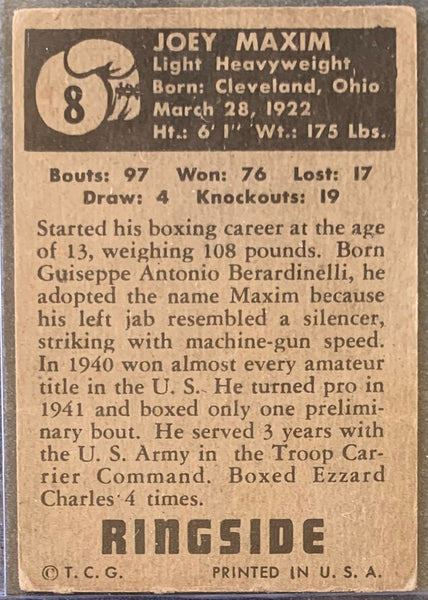 8
JOEY MAXIM
Light Heavyweight
Born: Cleveland, Ohio
March 28, 1922
Ht.: 6' 1" Wt.: 175 Lbs.
Bouts: 97 Won: 76 Lost: 17
Draw: 4 Knockouts: 19
Started his boxing career at the age
of 13, weighing 108 pounds. Born
Guiseppe Antonio Berardinelli, he
adopted the name Maxim because
his left jab resembled a silencer,
striking with machine-gun speed.
In 1940 won almost every amateur
title in the U. S. He turned pro in
1941 and boxed only one prelimi-
nary bout. He served 3 years with
the U. S. Army in the Troop Car-
rier Command. Boxed Ezzard
Charles 4 times.
RINGSIDE
© T. C. G. PRINTED IN U. S. A.